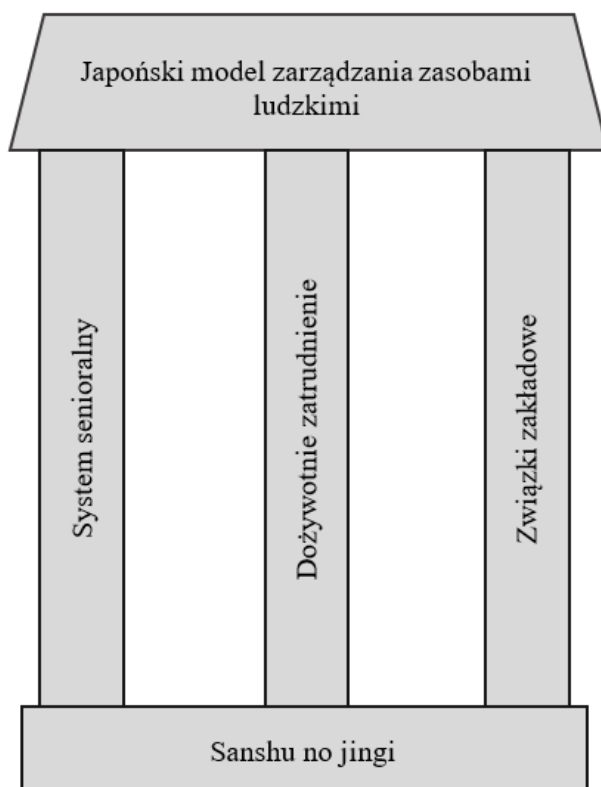 Japoński model zarządzania zasobami
ludzkimi
System senioralny
Dożywotnie zatrudnienie
Związki zakładowe
Sanshu no jingi